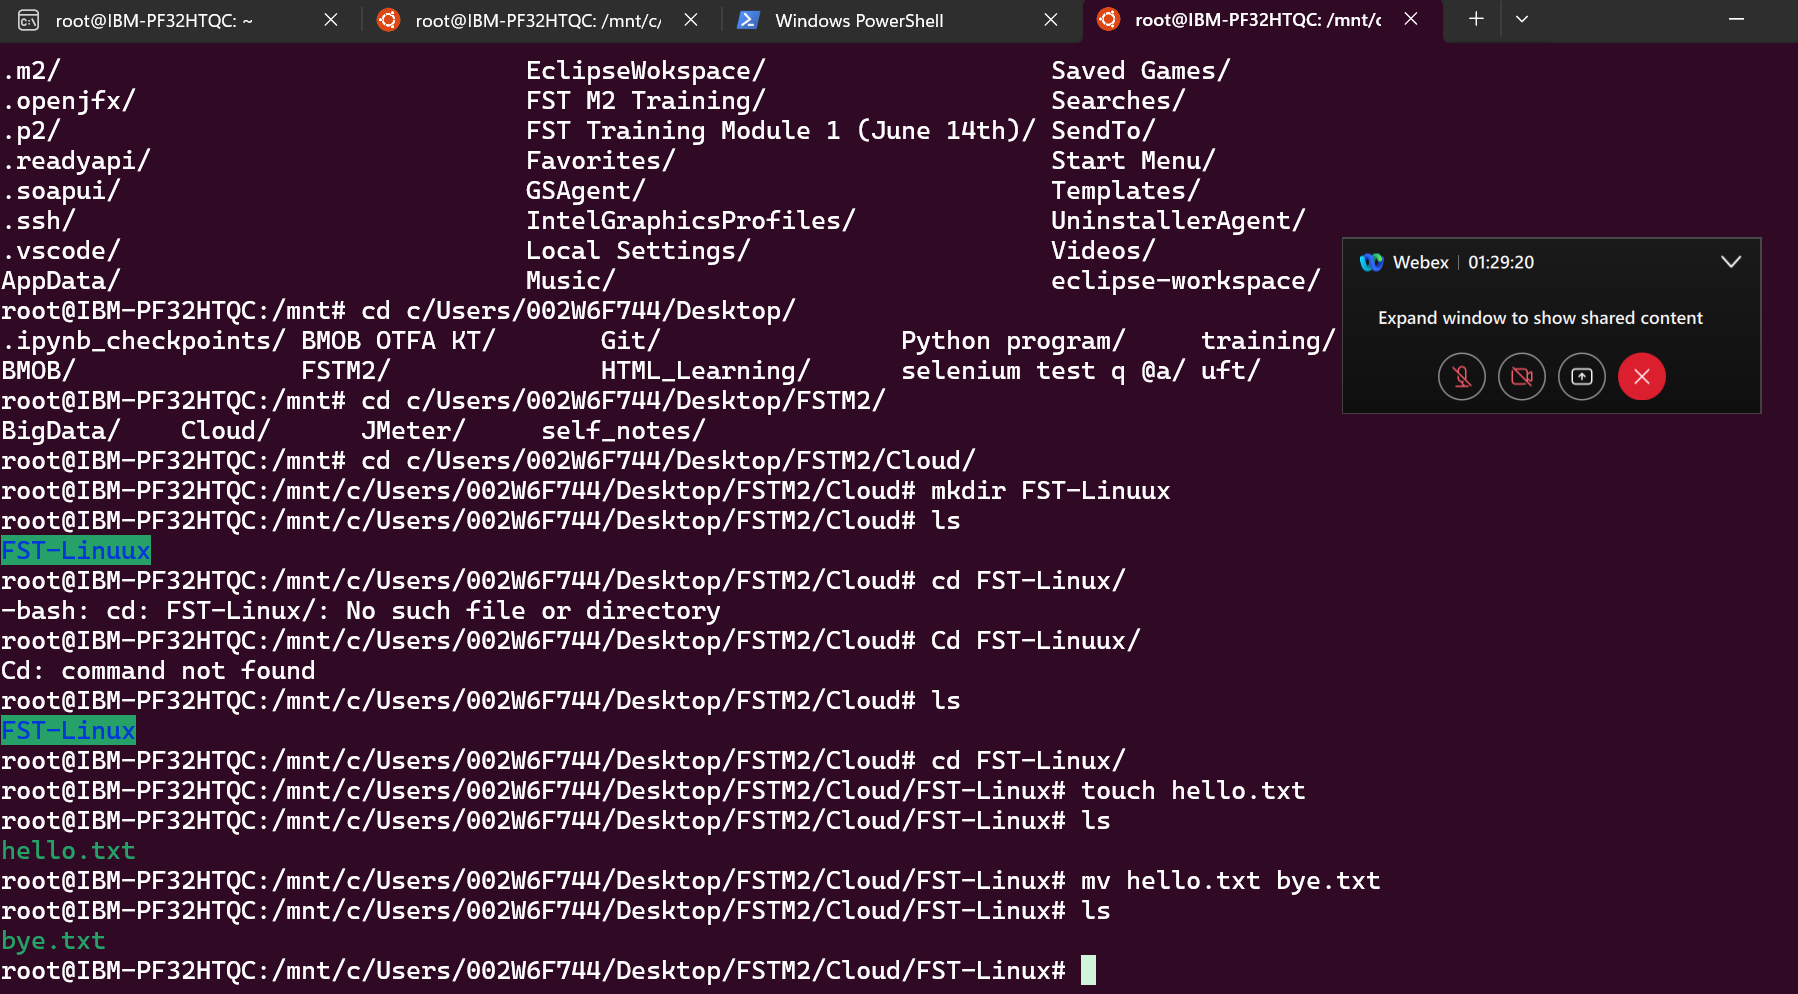 root@IBM-PF32HTQC: ~ root@IBM-PF32HTQC: /mnt/c/ Windows PowerShell root@IBM-PF32HTQC: /mnt/c
.m2/ EclipseWokspace/ Saved Games/
.openjfx/ FST M2 Training/ Searches/
.p2/ FST Training Module 1 (June 14th)/ SendTo/
.readyapi/ Favorites/ Start Menu/
.soapui/ GSAgent/ Templates/
.ssh/ IntelGraphicsProfiles/ UninstallerAgent/
.vscode/ Local Settings/ Videos/
AppData/ Music/ eclipse-workspace/
root@IBM-PF32HTQC:/mnt# cd c/Users/002W6F744/Desktop/
.ipynb_checkpoints/ BMOB OTFA KT/ Git/ Python program/ training/
BMOB/ FSTM2/ HTML_Learning/ selenium test q @a/ uft/
root@IBM-PF32HTQC:/mnt# cd c/Users/002W6F744/Desktop/FSTM2/
BigData/ Cloud/ JMeter/ self_notes/
root@IBM-PF32HTQC:/mnt# cd c/Users/002W6F744/Desktop/FSTM2/Cloud/
root@IBM-PF32HTQC:/mnt/c/Users/002W6F744/Desktop/FSTM2/Cloud# mkdir FST-Linuux
root@IBM-PF32HTQC:/mnt/c/Users/002W6F744/Desktop/FSTM2/Cloud# ls
FST-Linuux
root@IBM-PF32HTQC:/mnt/c/Users/002W6F744/Desktop/FSTM2/Cloud# cd FST-Linux/
-bash: cd: FST-Linux/: No such file or directory
root@IBM-PF32HTQC:/mnt/c/Users/002W6F744/Desktop/FSTM2/Cloud# Cd FST-Linuux/
Cd: command not found
root@IBM-PF32HTQC:/mnt/c/Users/002W6F744/Desktop/FSTM2/Cloud# ls
FST-Linux
root@IBM-PF32HTQC:/mnt/c/Users/002W6F744/Desktop/FSTM2/Cloud# cd FST-Linux/
root@IBM-PF32HTQC:/mnt/c/Users/002W6F744/Desktop/FSTM2/Cloud/FST-Linux# touch hello.txt
root@IBM-PF32HTQC:/mnt/c/Users/002W6F744/Desktop/FSTM2/Cloud/FST-Linux# ls
hello.txt
root@IBM-PF32HTQC:/mnt/c/Users/002W6F744/Desktop/FSTM2/Cloud/FST-Linux# mv hello.txt bye.txt
root@IBM-PF32HTQC:/mnt/c/Users/002W6F744/Desktop/FSTM2/Cloud/FST-Linux# ls
bye.txt
root@IBM-PF32HTQC:/mnt/c/Users/002W6F744/Desktop/FSTM2/Cloud/FST-Linux#
Webex | 01:29:20
Expand window to show shared content